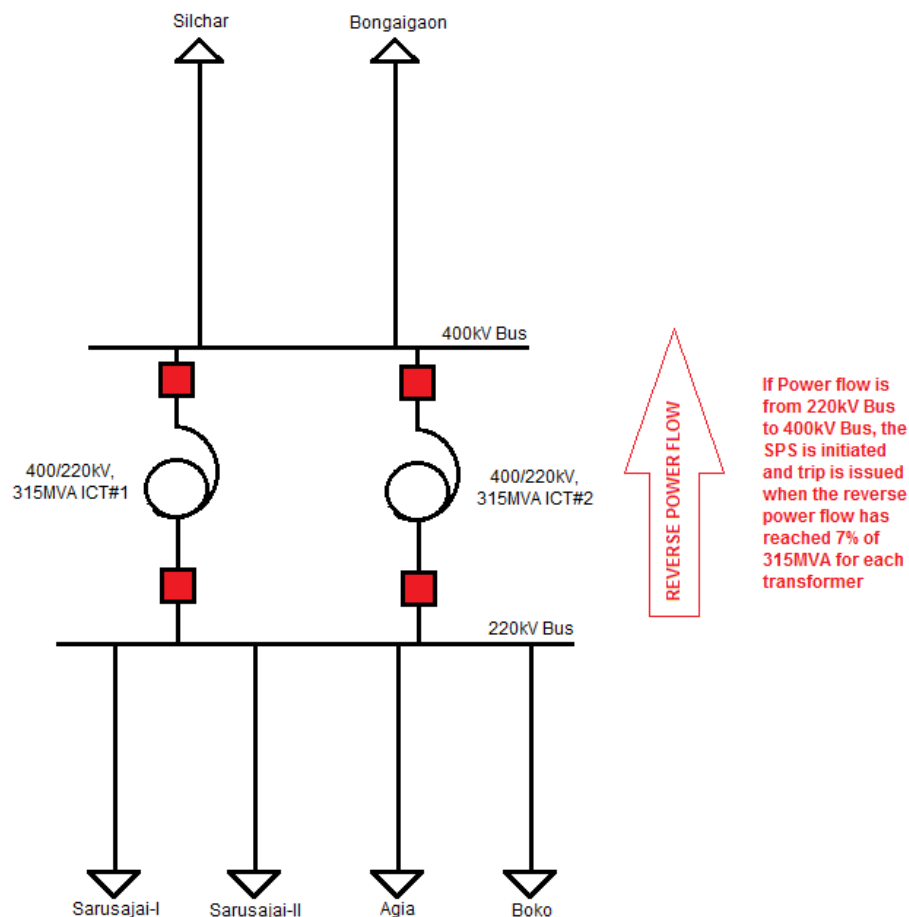 Silchar
Bongaigaon
400kV Bus
400/220kV,
315MVA ICT#1
400/220kV,
315MVA ICT#2
REVERSE POWER FLOW
If Power flow is
from 220kV Bus
to 400kV Bus, the
SPS is initiated
and trip is issued
when the reverse
power flow has
reached 7% of
315MVA for each
transformer
220kV Bus
Sarusajai-I
Sarusajai-II
Agia
Boko